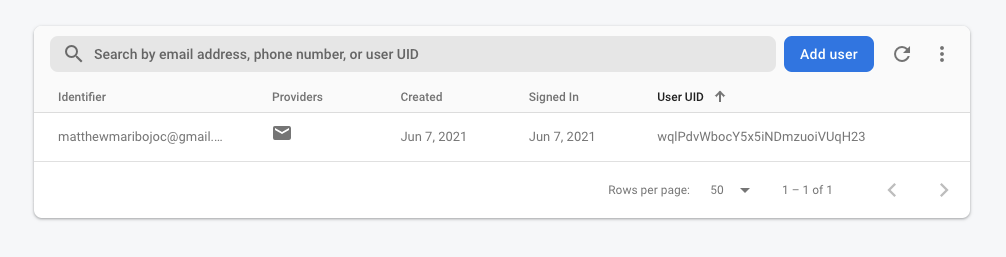 Search by email address, phone number, or user UID
Add user
Identifier Providers Created Signed In User UID
matthewmaribojoc@gmail.... Jun 7, 2021 Jun 7, 2021 wqlPdvWbocY5x5iNDmzuoiVUqH23
Rows per page: 50 1 – 1 of 1